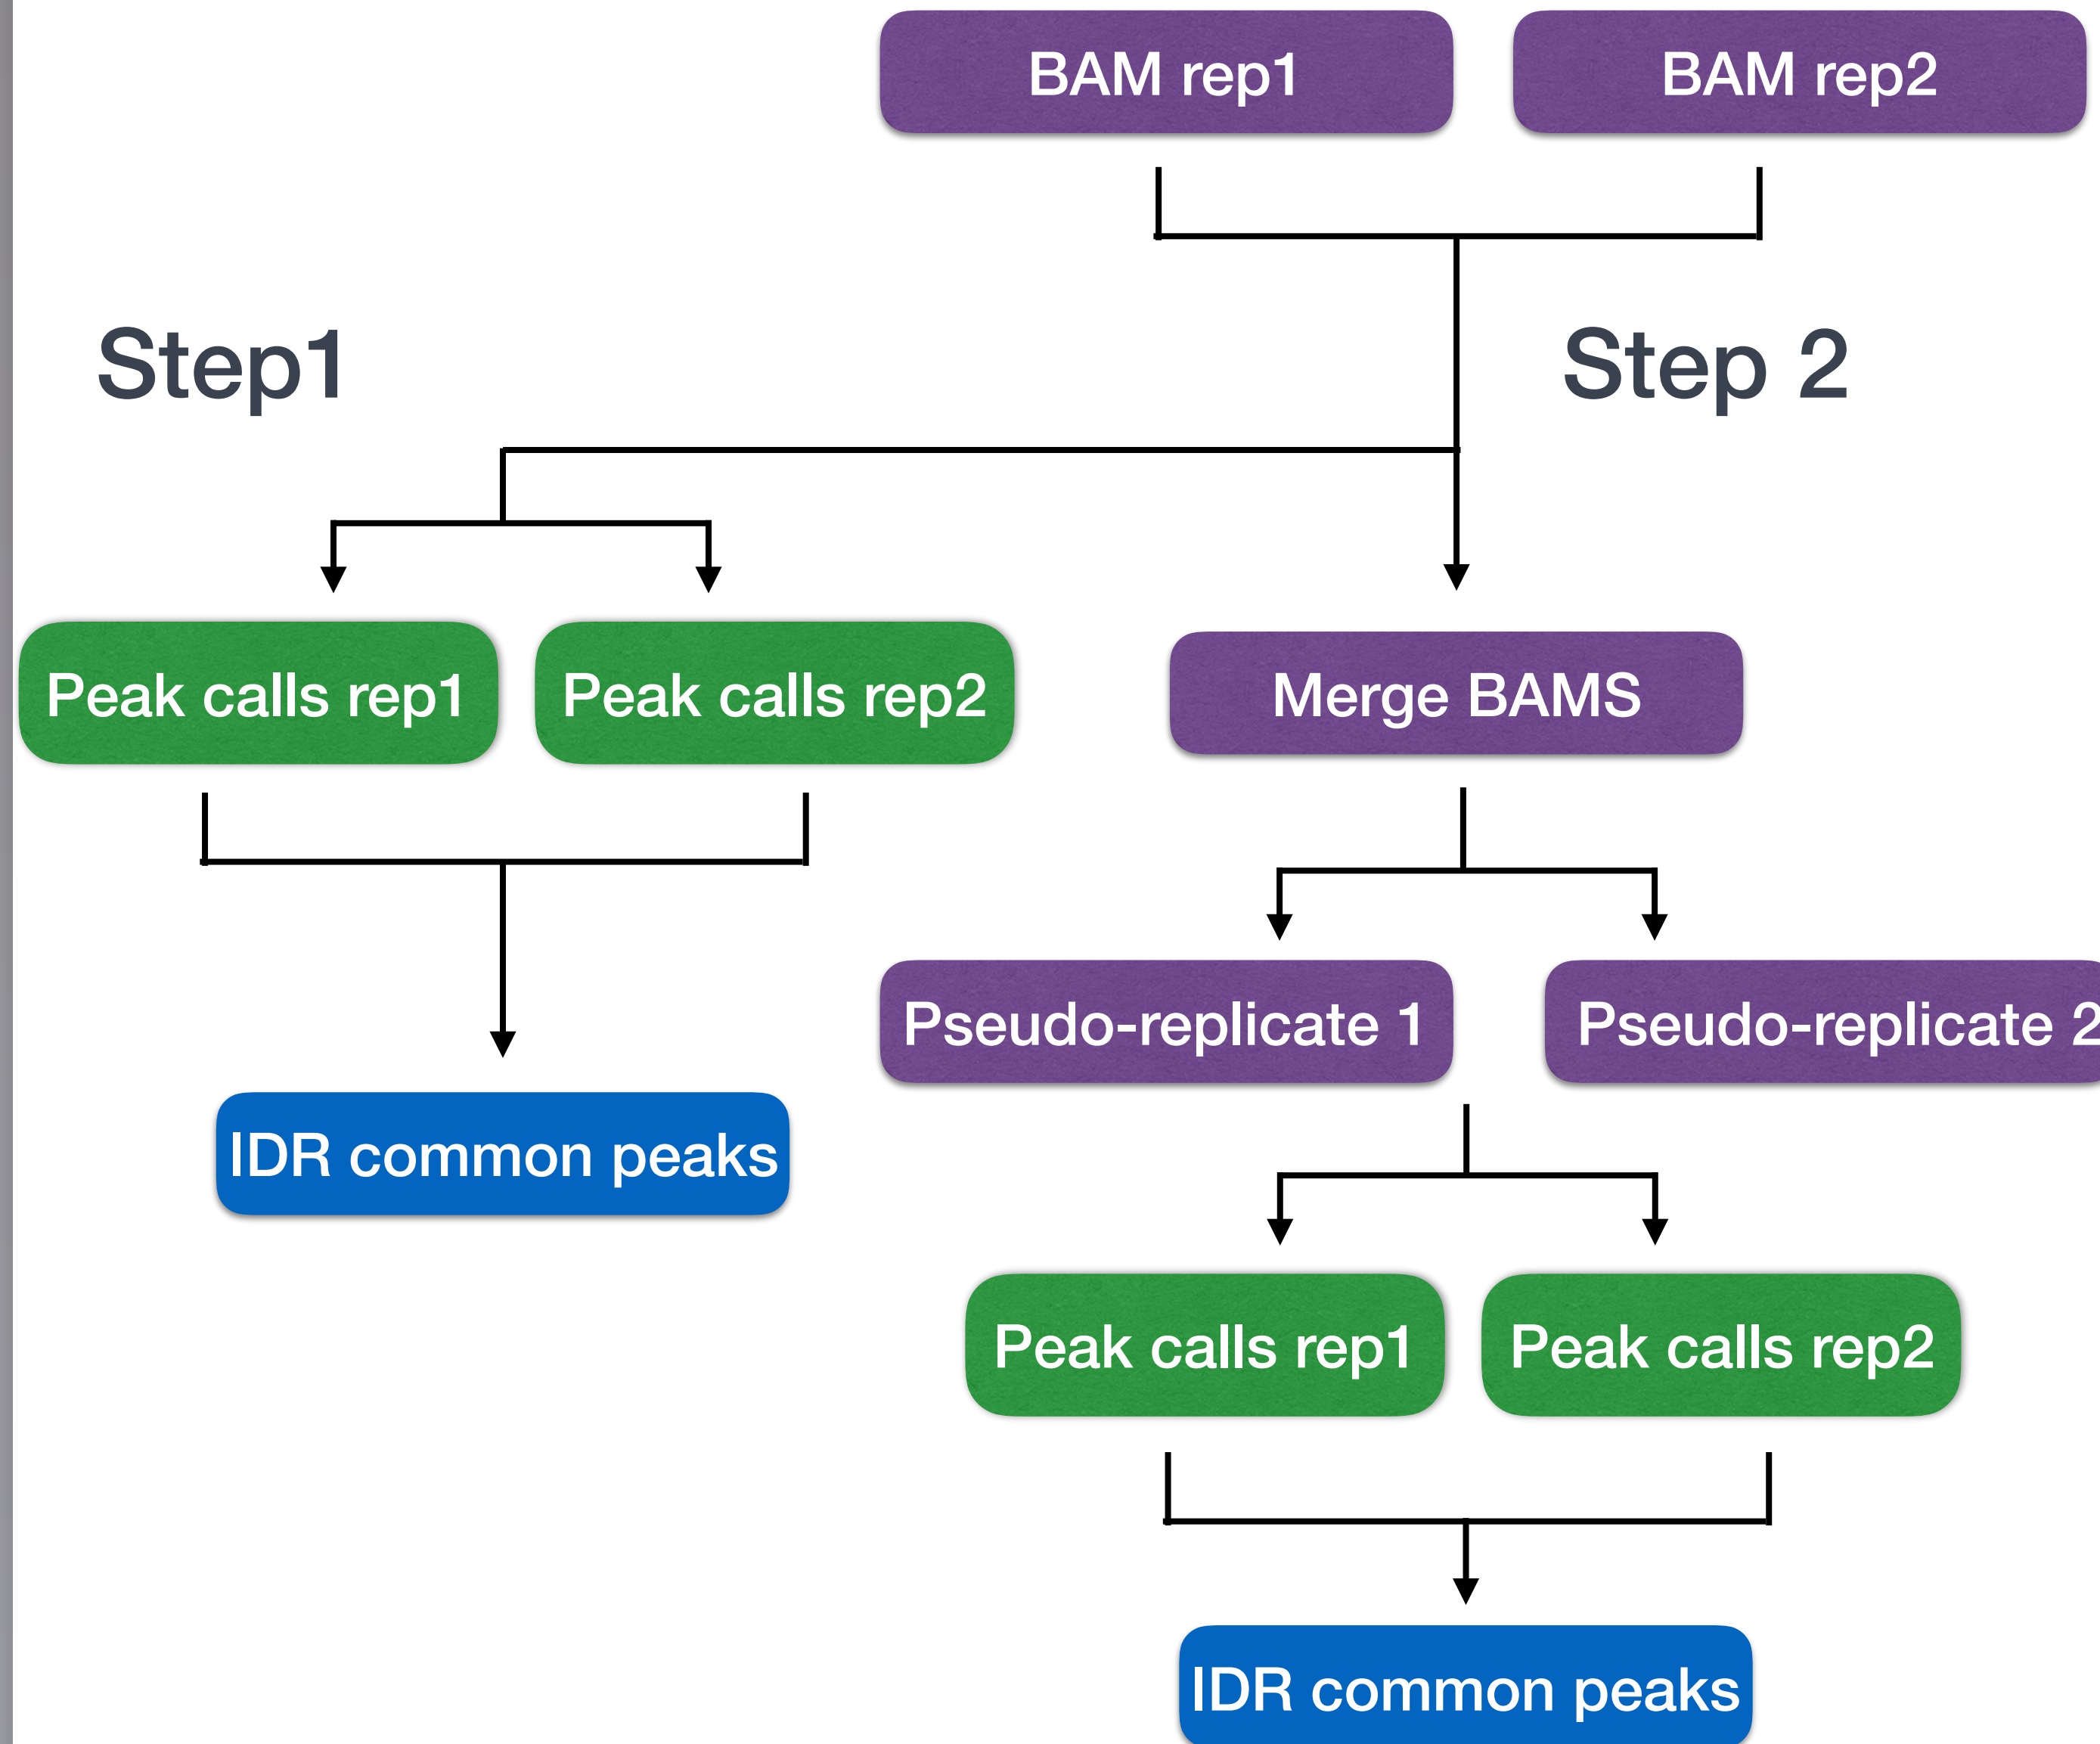 BAM rep1
BAM rep2
Step1
Step 2
Peak calls rep1
Peak calls rep2
Merge BAMS
Pseudo-replicate 1
Pseudo-replicate 2
IDR common peaks
Peak calls rep1
Peak calls rep2
IDR common peaks